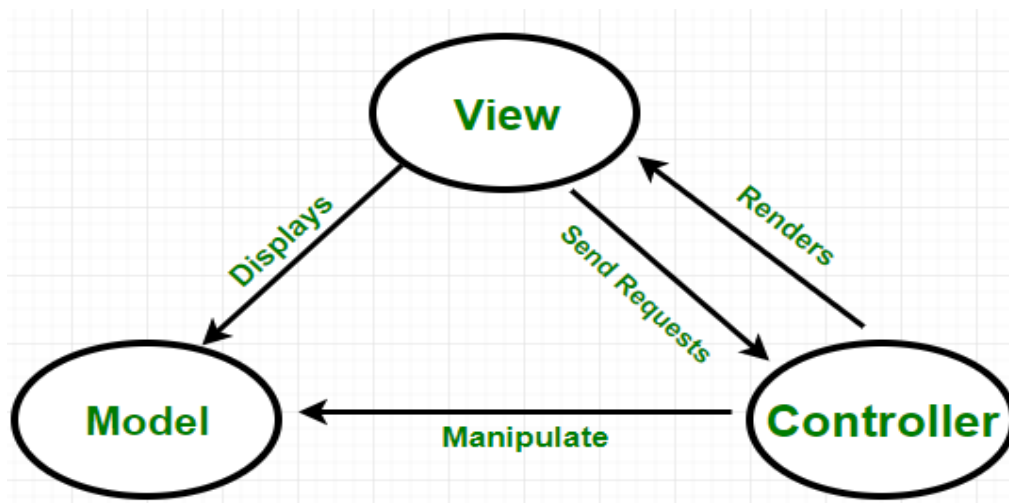 View
Displays
Send Requests
Renders
Model
Manipulate
Controller